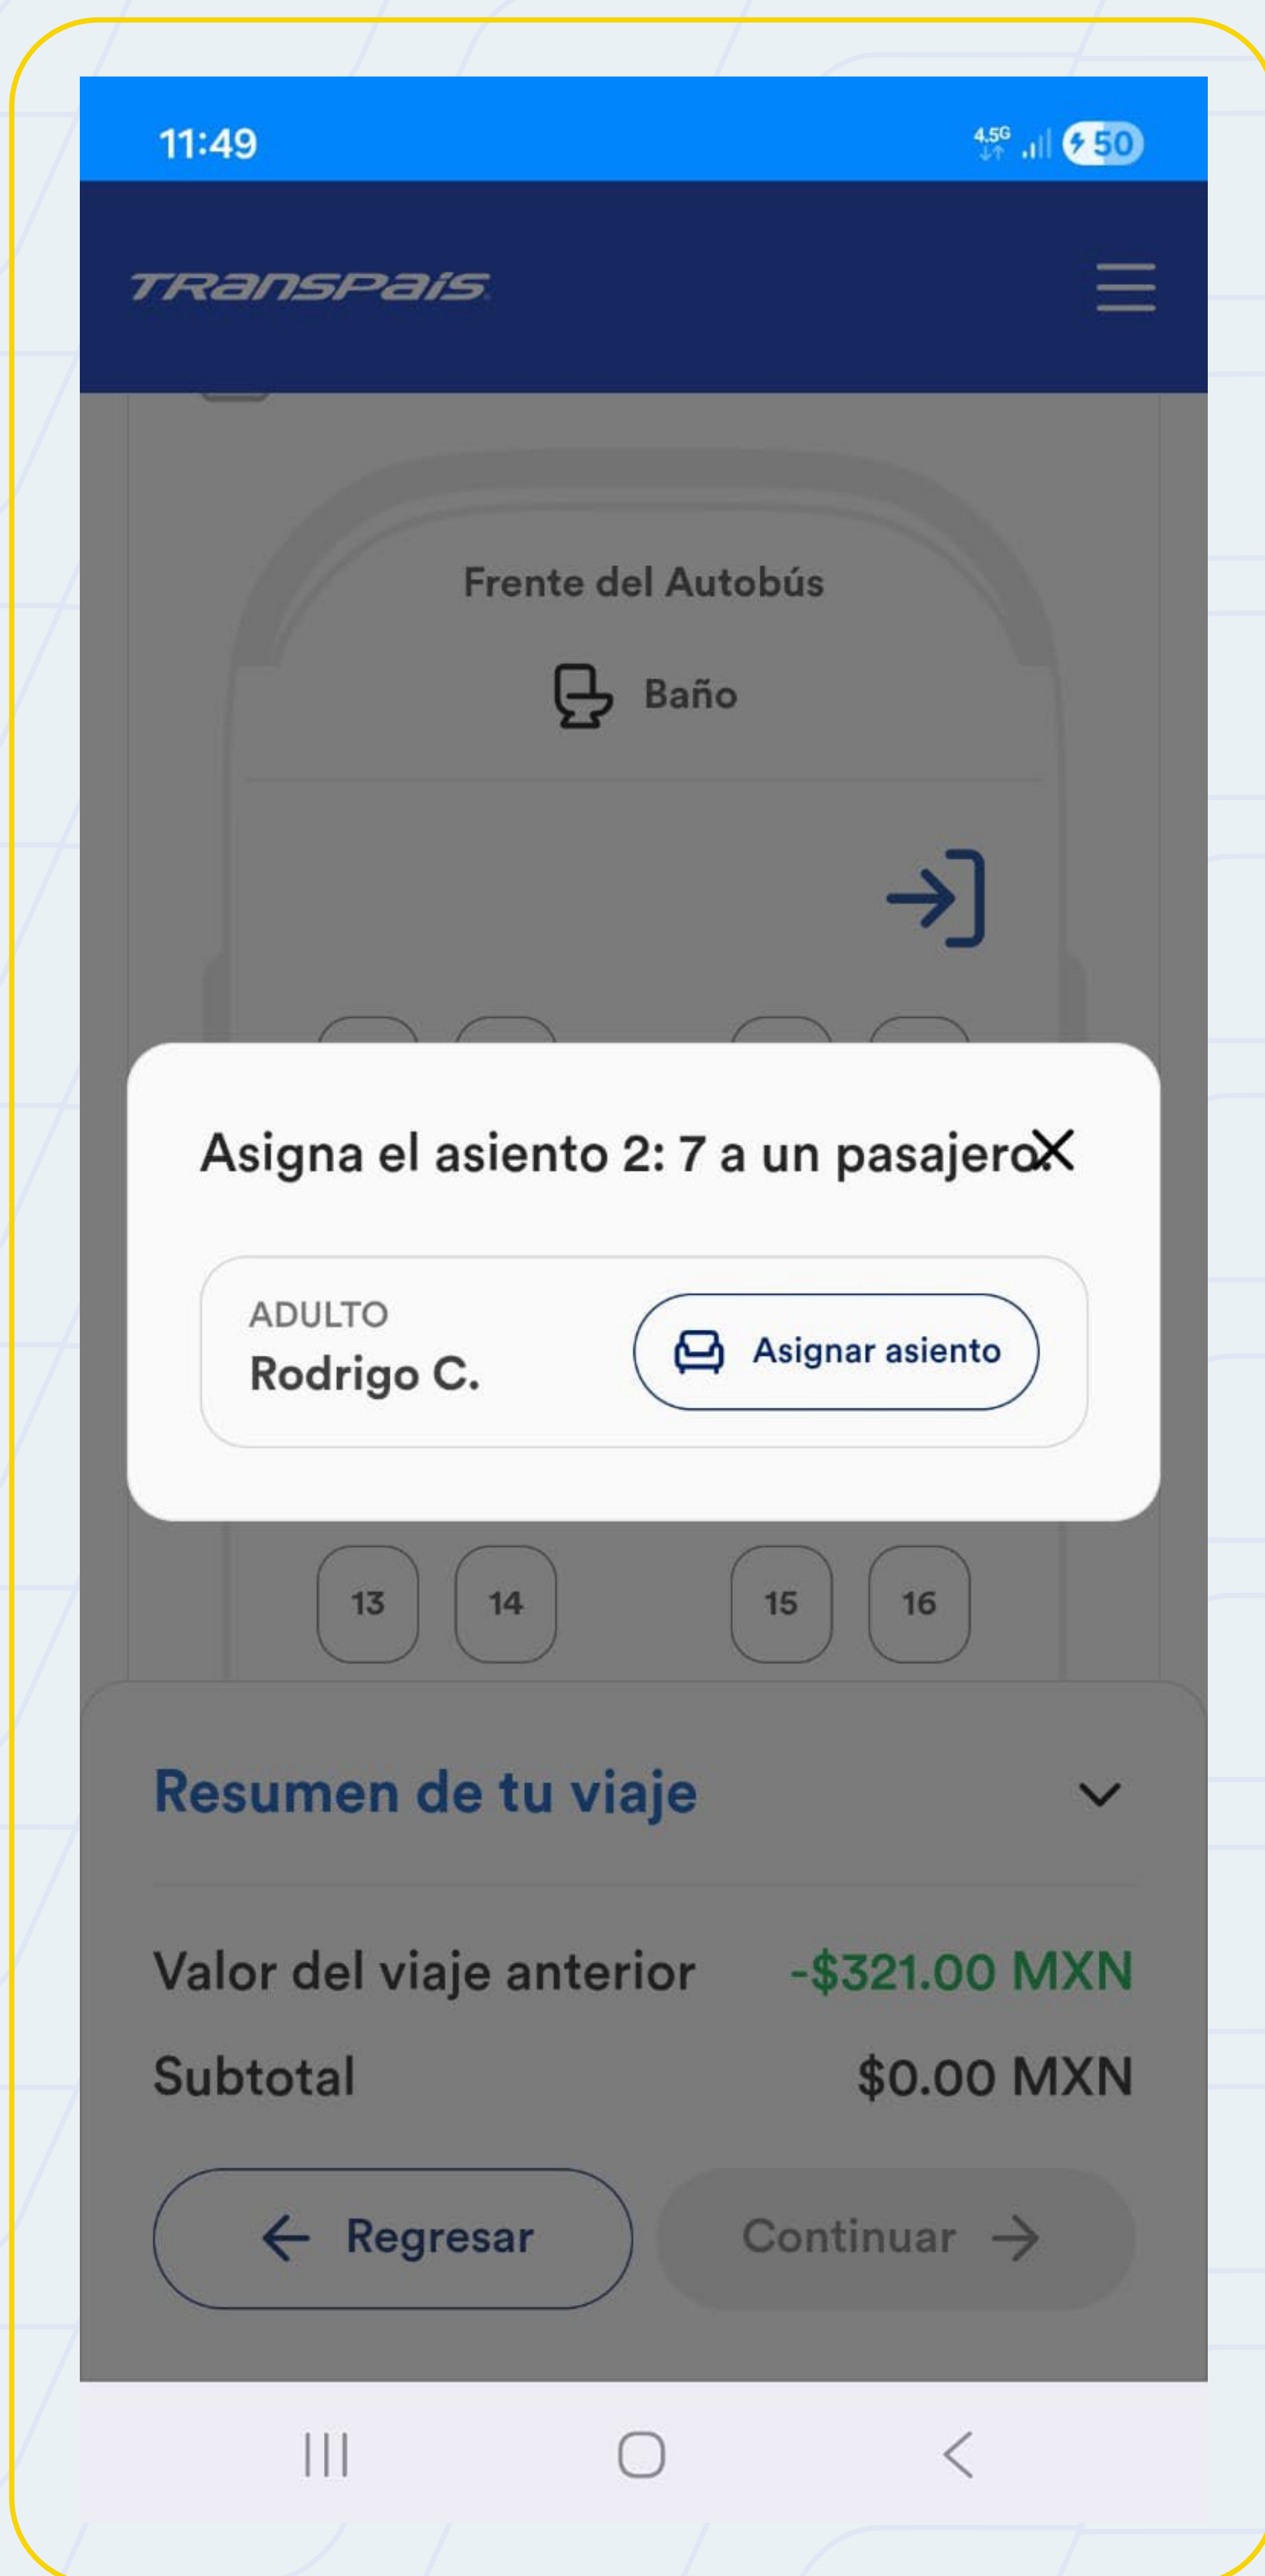 11:49
4.5G 50
TRANSPAÍS
Frente del Autobús
Baño
Asigna el asiento 2: 7 a un pasajero.
ADULTO
Rodrigo C.
Asignar asiento
13 14 15 16
Resumen de tu viaje
Valor del viaje anterior -$321.00 MXN
Subtotal $0.00 MXN
Regresar Continuar